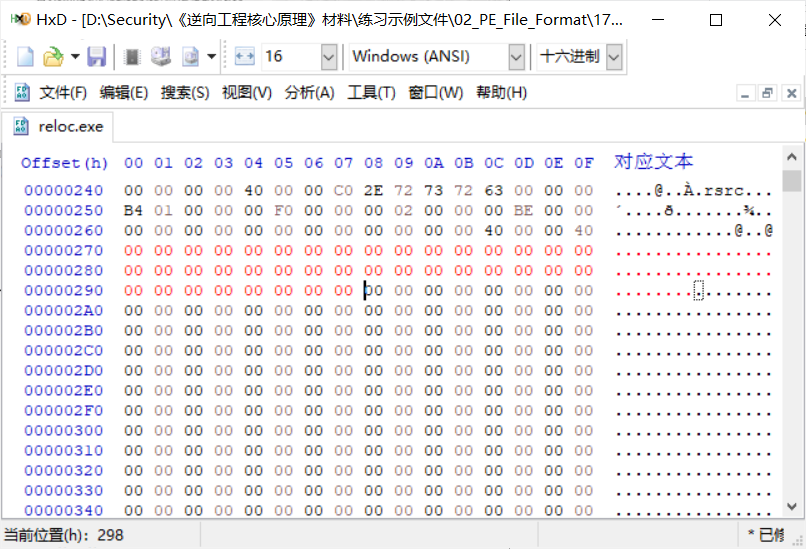 HxD - [D:\Security\《逆向工程核心原理》材料\练习示例文件\02_PE_File_Format\17...
16 Windows (ANSI) 十六进制
文件(F) 编辑(E) 搜索(S) 视图(V) 分析(A) 工具(T) 窗口(W) 帮助(H)
reloc.exe
Offset(h) 00 01 02 03 04 05 06 07 08 09 0A 0B 0C 0D 0E 0F 对应文本
00000240 00 00 00 00 40 00 00 C0 2E 72 73 72 63 00 00 00 ....@..À.rsrc...
00000250 B4 01 00 00 00 F0 00 00 00 02 00 00 00 BE 00 00 ´....ð.......¾..
00000260 00 00 00 00 00 00 00 00 00 00 00 00 40 00 00 40 ............@..@
00000270 00 00 00 00 00 00 00 00 00 00 00 00 00 00 00 00 ................
00000280 00 00 00 00 00 00 00 00 00 00 00 00 00 00 00 00 ................
00000290 00 00 00 00 00 00 00 00 00 00 00 00 00 00 00 00 ................
000002A0 00 00 00 00 00 00 00 00 00 00 00 00 00 00 00 00 ................
000002B0 00 00 00 00 00 00 00 00 00 00 00 00 00 00 00 00 ................
000002C0 00 00 00 00 00 00 00 00 00 00 00 00 00 00 00 00 ................
000002D0 00 00 00 00 00 00 00 00 00 00 00 00 00 00 00 00 ................
000002E0 00 00 00 00 00 00 00 00 00 00 00 00 00 00 00 00 ................
000002F0 00 00 00 00 00 00 00 00 00 00 00 00 00 00 00 00 ................
00000300 00 00 00 00 00 00 00 00 00 00 00 00 00 00 00 00 ................
00000310 00 00 00 00 00 00 00 00 00 00 00 00 00 00 00 00 ................
00000320 00 00 00 00 00 00 00 00 00 00 00 00 00 00 00 00 ................
00000330 00 00 00 00 00 00 00 00 00 00 00 00 00 00 00 00 ................
00000340 00 00 00 00 00 00 00 00 00 00 00 00 00 00 00 00 ................
当前位置(h): 298 * 已修